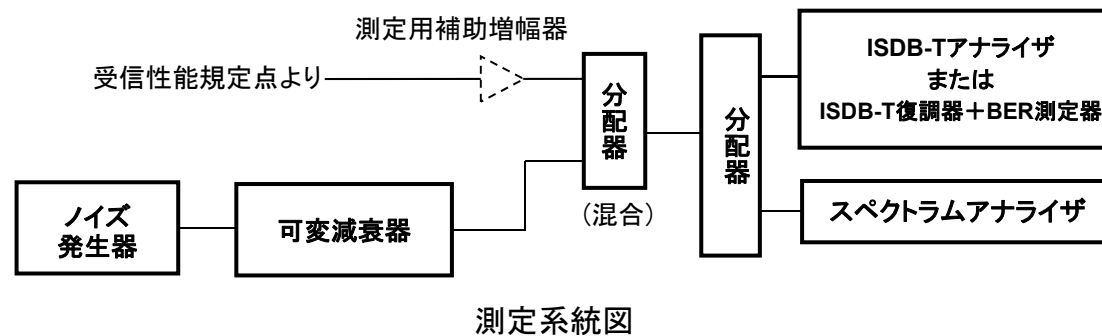 測定用補助増幅器
受信性能規定点より
分配器
(混合)
分配器
ISDB-Tアナライザ
または
ISDB-T復調器+BER測定器
ノイズ
発生器
可変減衰器
スペクトラムアナライザ
測定系統図